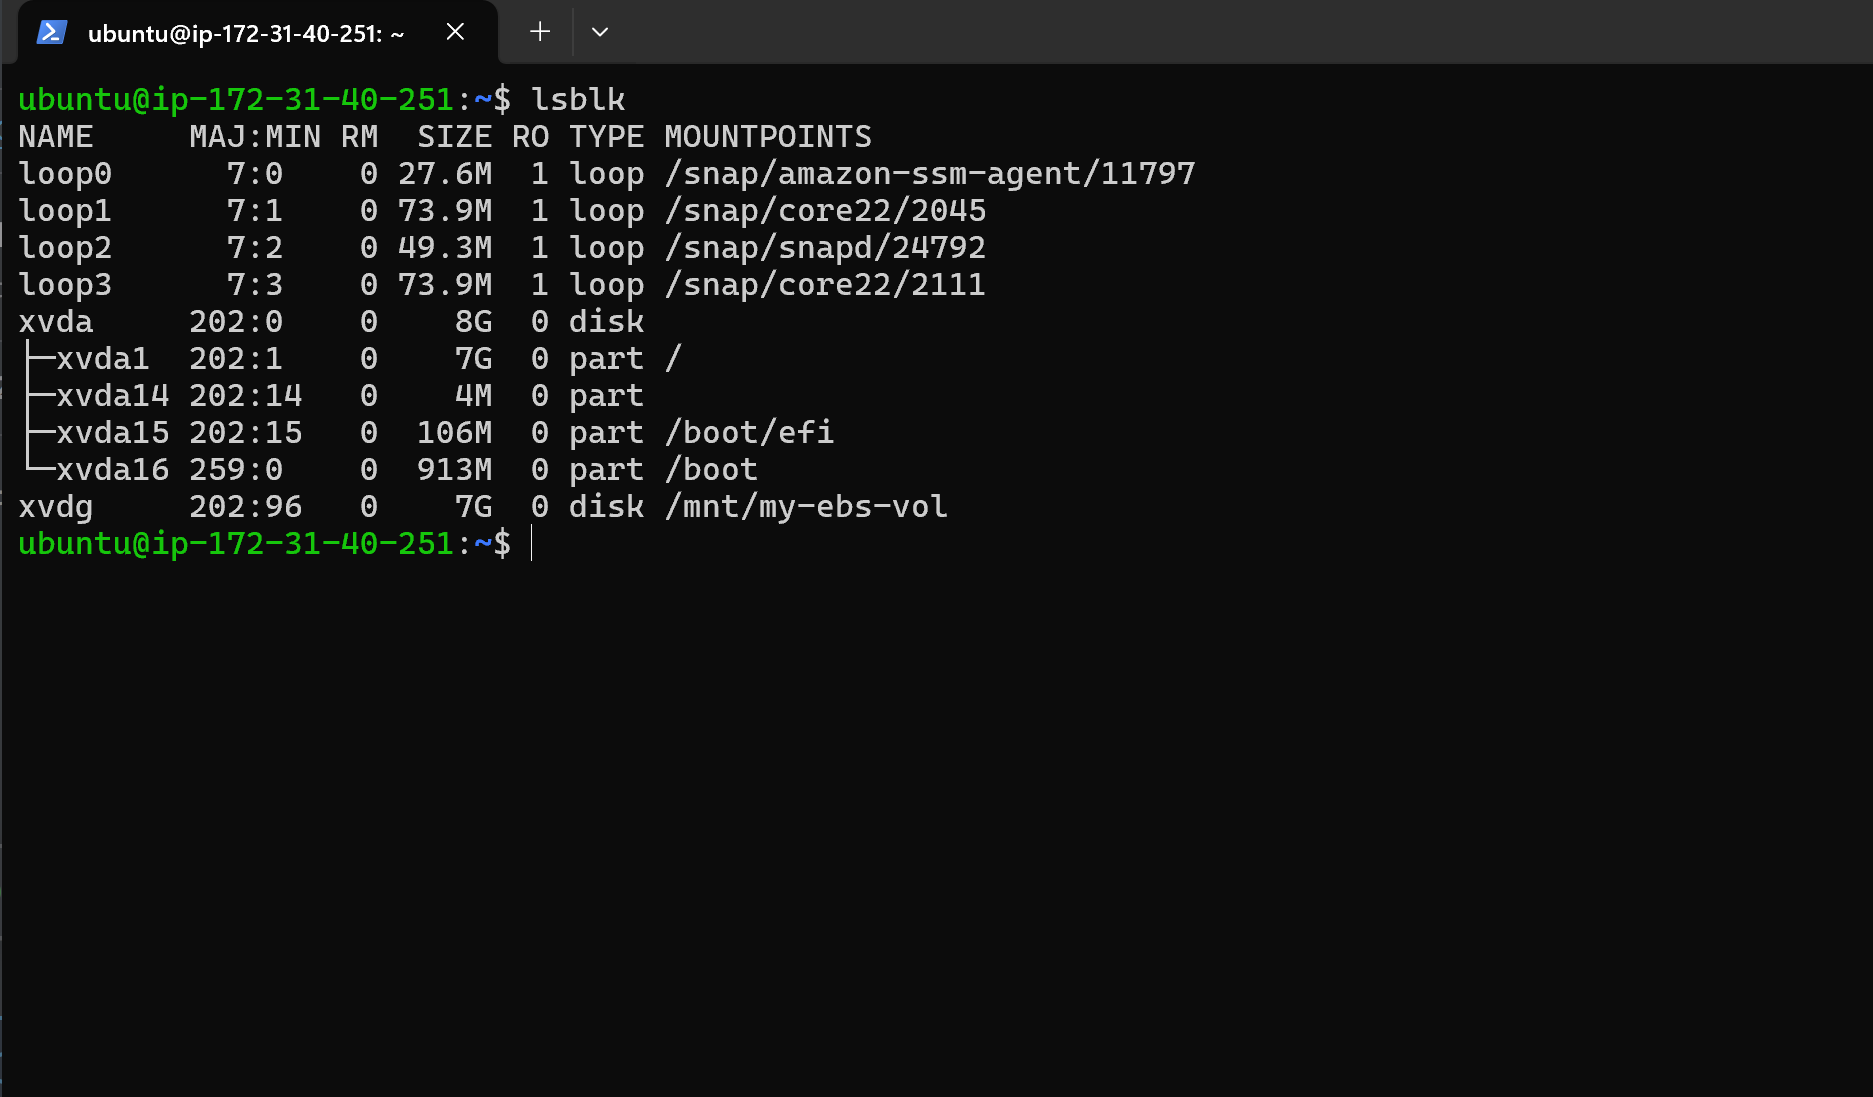 ubuntu@ip-172-31-40-251: ~
ubuntu@ip-172-31-40-251:~$ lsblk
NAME     MAJ:MIN RM  SIZE RO TYPE MOUNTPOINTS
loop0      7:0    0 27.6M  1 loop /snap/amazon-ssm-agent/11797
loop1      7:1    0 73.9M  1 loop /snap/core22/2045
loop2      7:2    0 49.3M  1 loop /snap/snapd/24792
loop3      7:3    0 73.9M  1 loop /snap/core22/2111
xvda     202:0    0    8G  0 disk
├─xvda1  202:1    0    7G  0 part /
├─xvda14 202:14   0    4M  0 part
├─xvda15 202:15   0  106M  0 part /boot/efi
└─xvda16 259:0    0  913M  0 part /boot
xvdg     202:96   0    7G  0 disk /mnt/my-ebs-vol
ubuntu@ip-172-31-40-251:~$